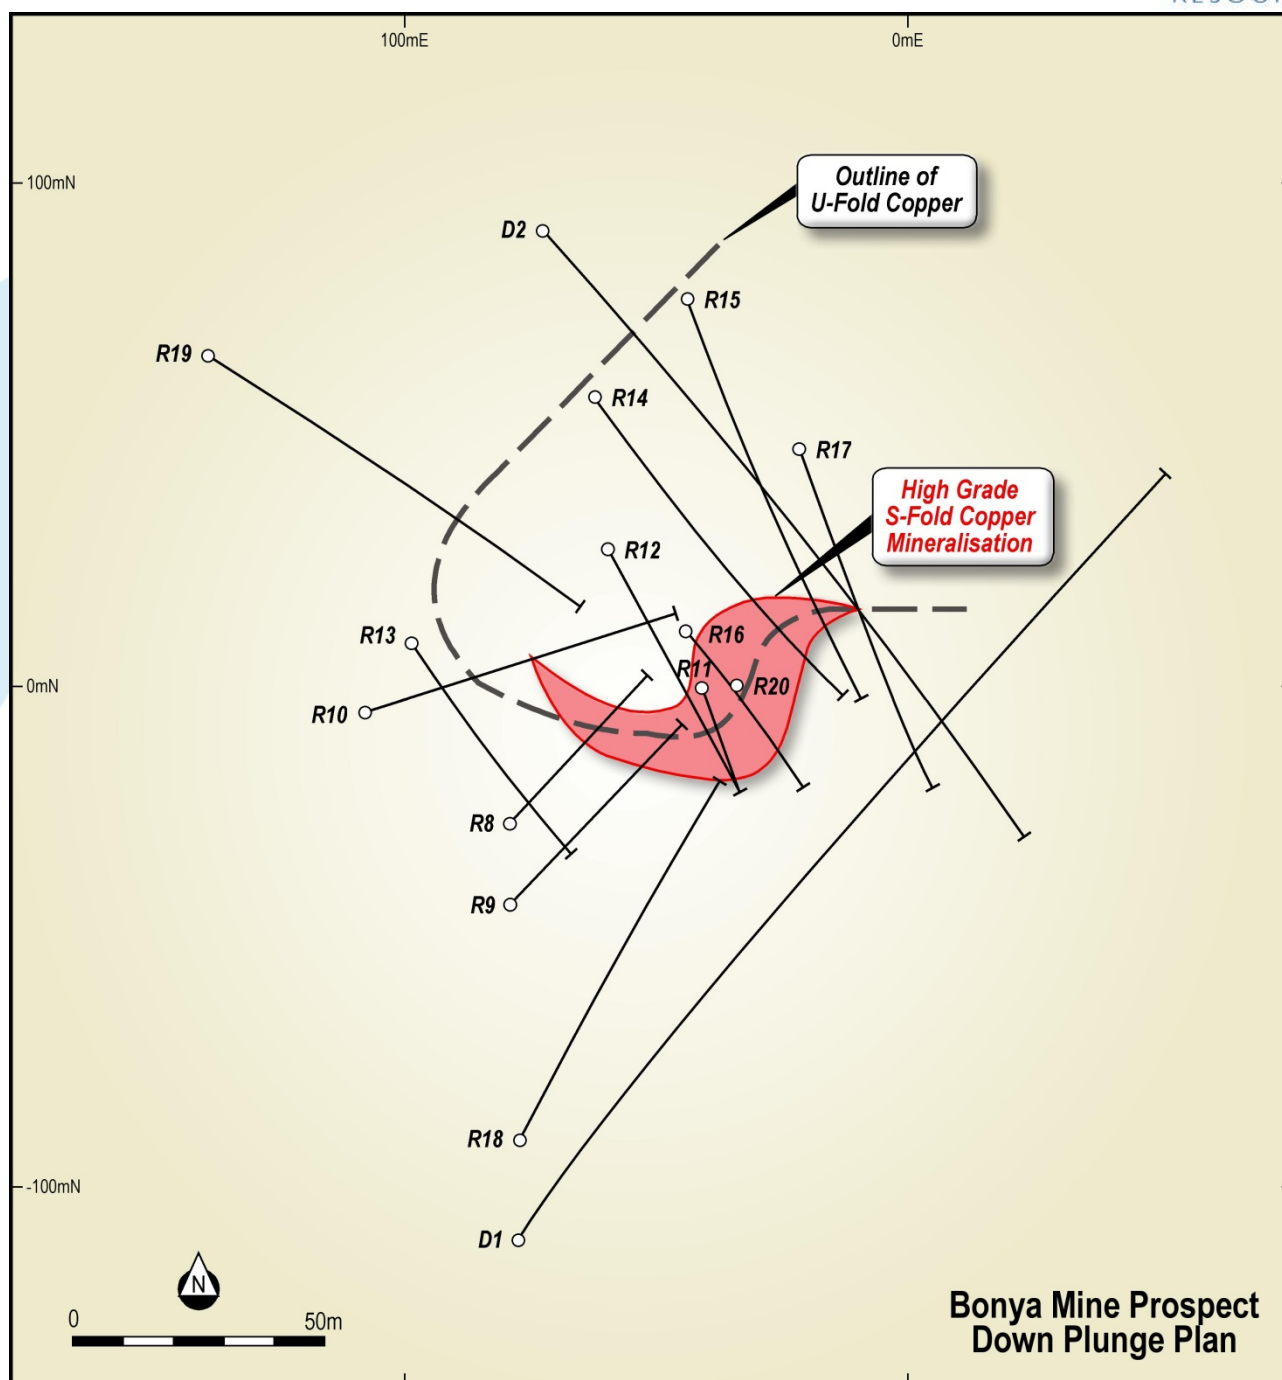 100mE
0mE
100mN
Outline of
U-Fold Copper
D2
R15
R19
R14
R17
High Grade
S-Fold Copper
Mineralisation
R12
R13
R16
R11
R20
0mN
R10
R8
R9
R18
-100mN
D1
N
0
50m
Bonya Mine Prospect
Down Plunge Plan